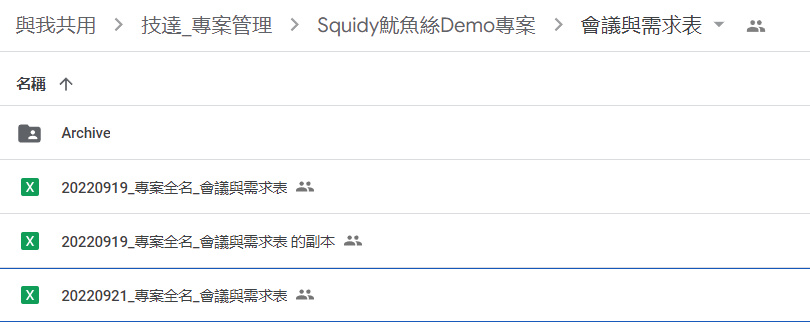 與我共用 > 技達_專案管理 > Squidy魷魚絲Demo專案 > 會議與需求表
名稱 ↑
Archive
20220919_專案全名_會議與需求表
20220919_專案全名_會議與需求表 的副本
20220921_專案全名_會議與需求表